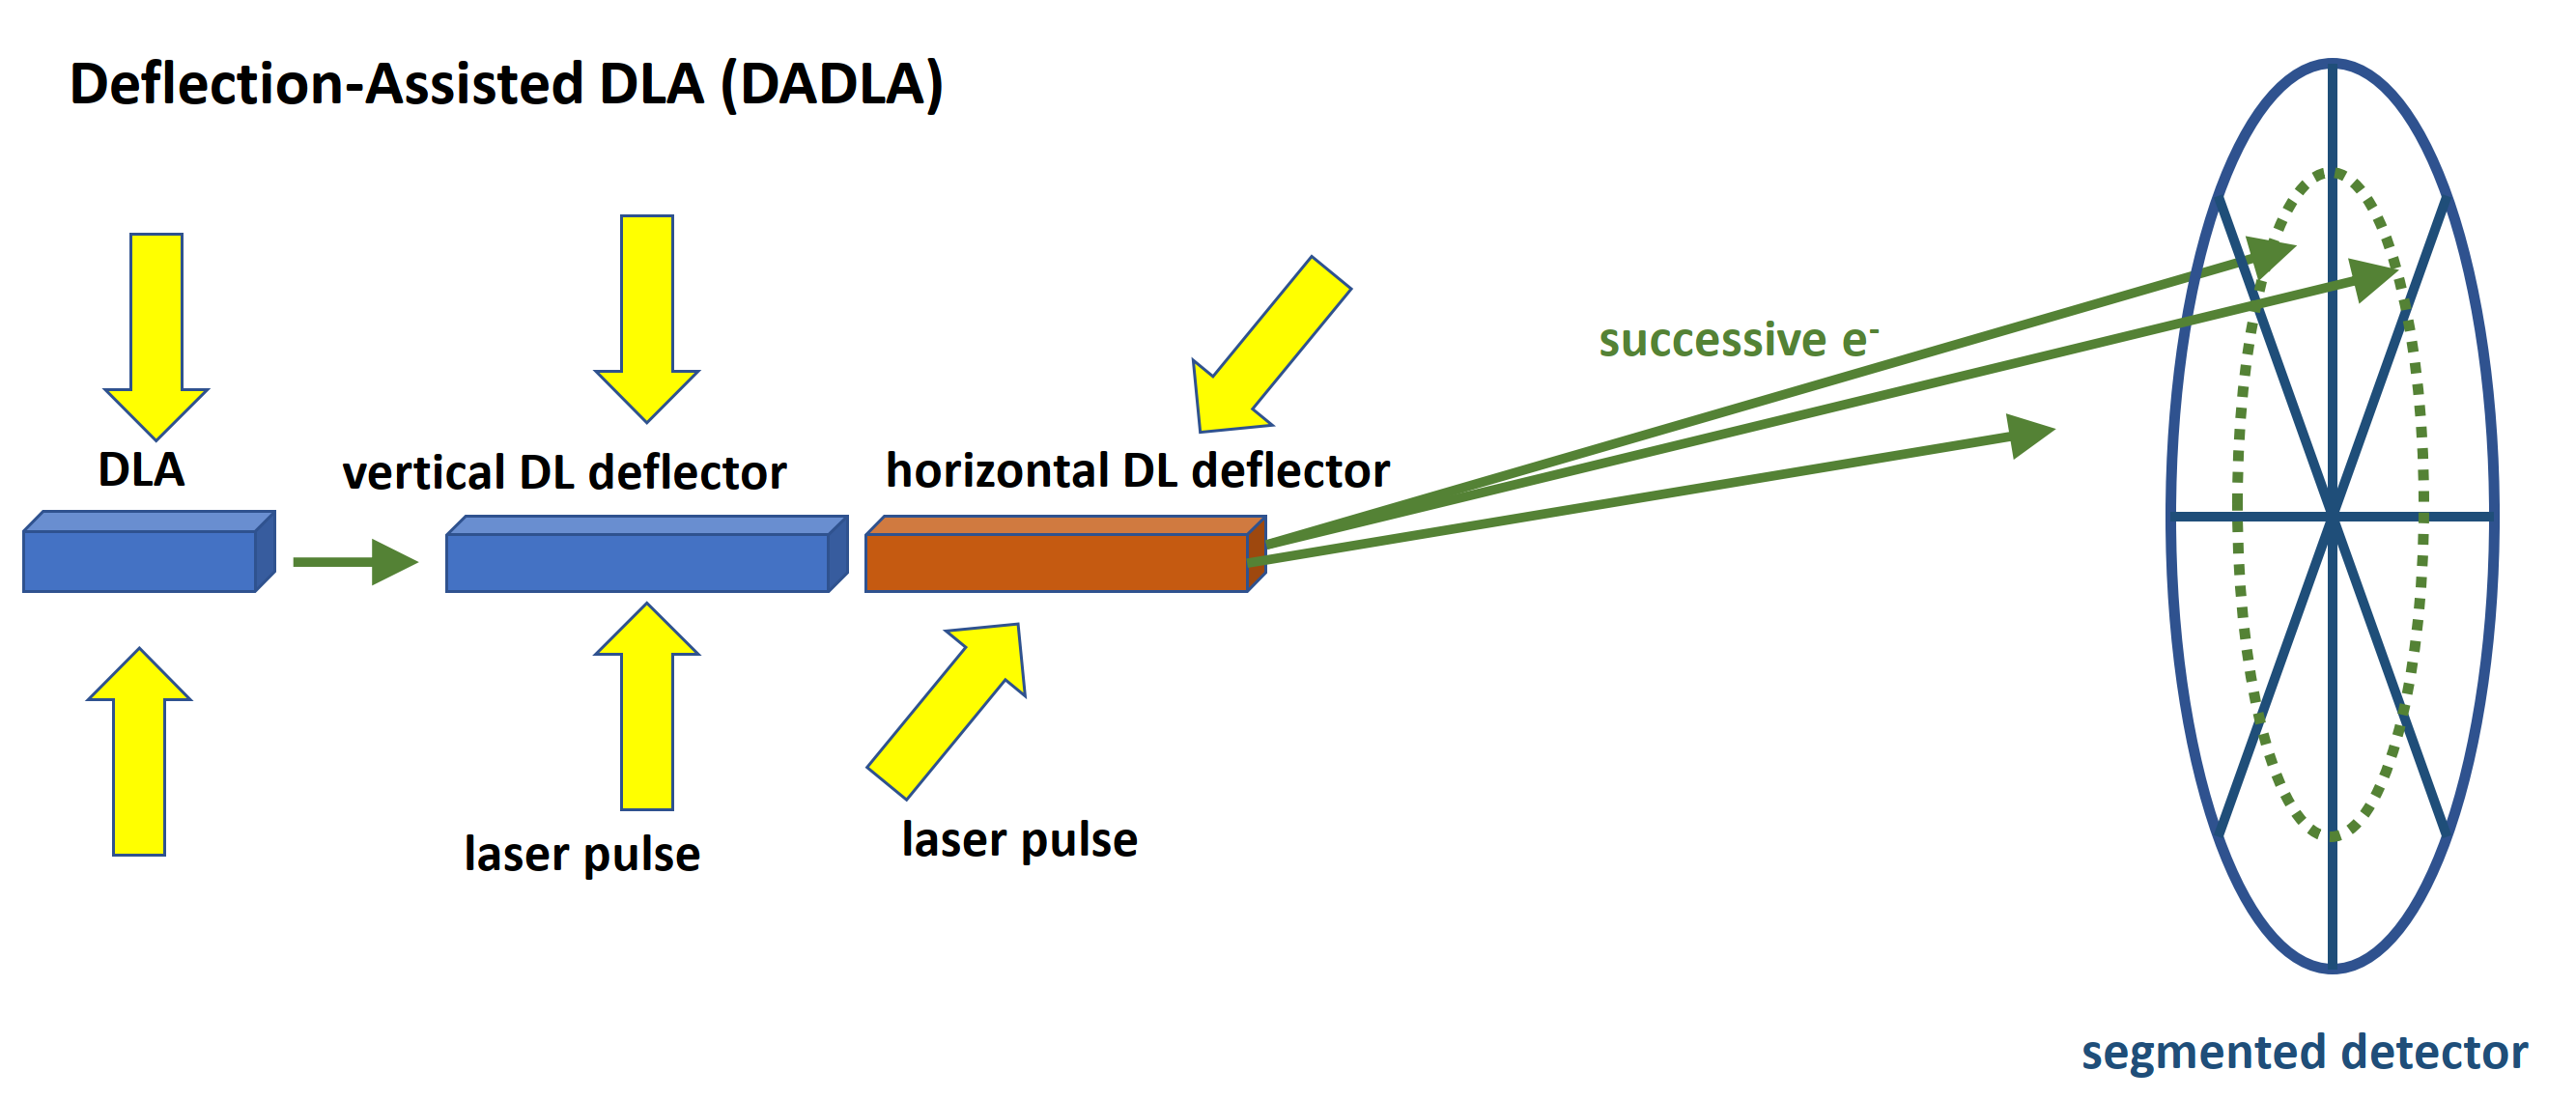 Deflection-Assisted DLA (DADLA)
successive e⁻
DLA
vertical DL deflector
horizontal DL deflector
laser pulse
laser pulse
segmented detector